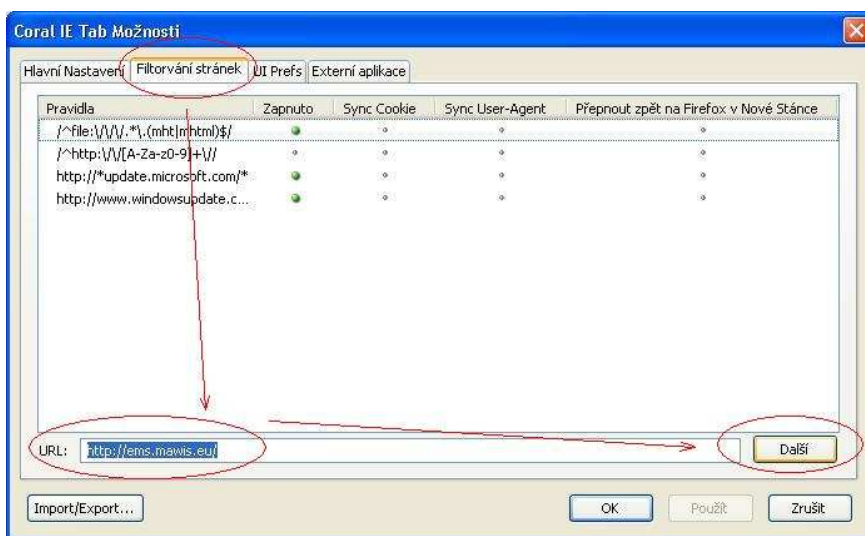 Coral IE Tab Možnosti
Hlavní Nastavení Filtorvání stránek UI Prefs Externí aplikace
Pravidla Zapnuto Sync Cookie Sync User-Agent Přepnout zpět na Firefox v Nové Stánce
/^file:\/\/\/.*\.(mht|mhtml)$/
/^http:\/\/[A-Za-z0-9]+\//
http://*update.microsoft.com/*
http://www.windowsupdate.c...
URL: http://ems.mawis.eu/ Další
Import/Export... OK Použít Zrušit